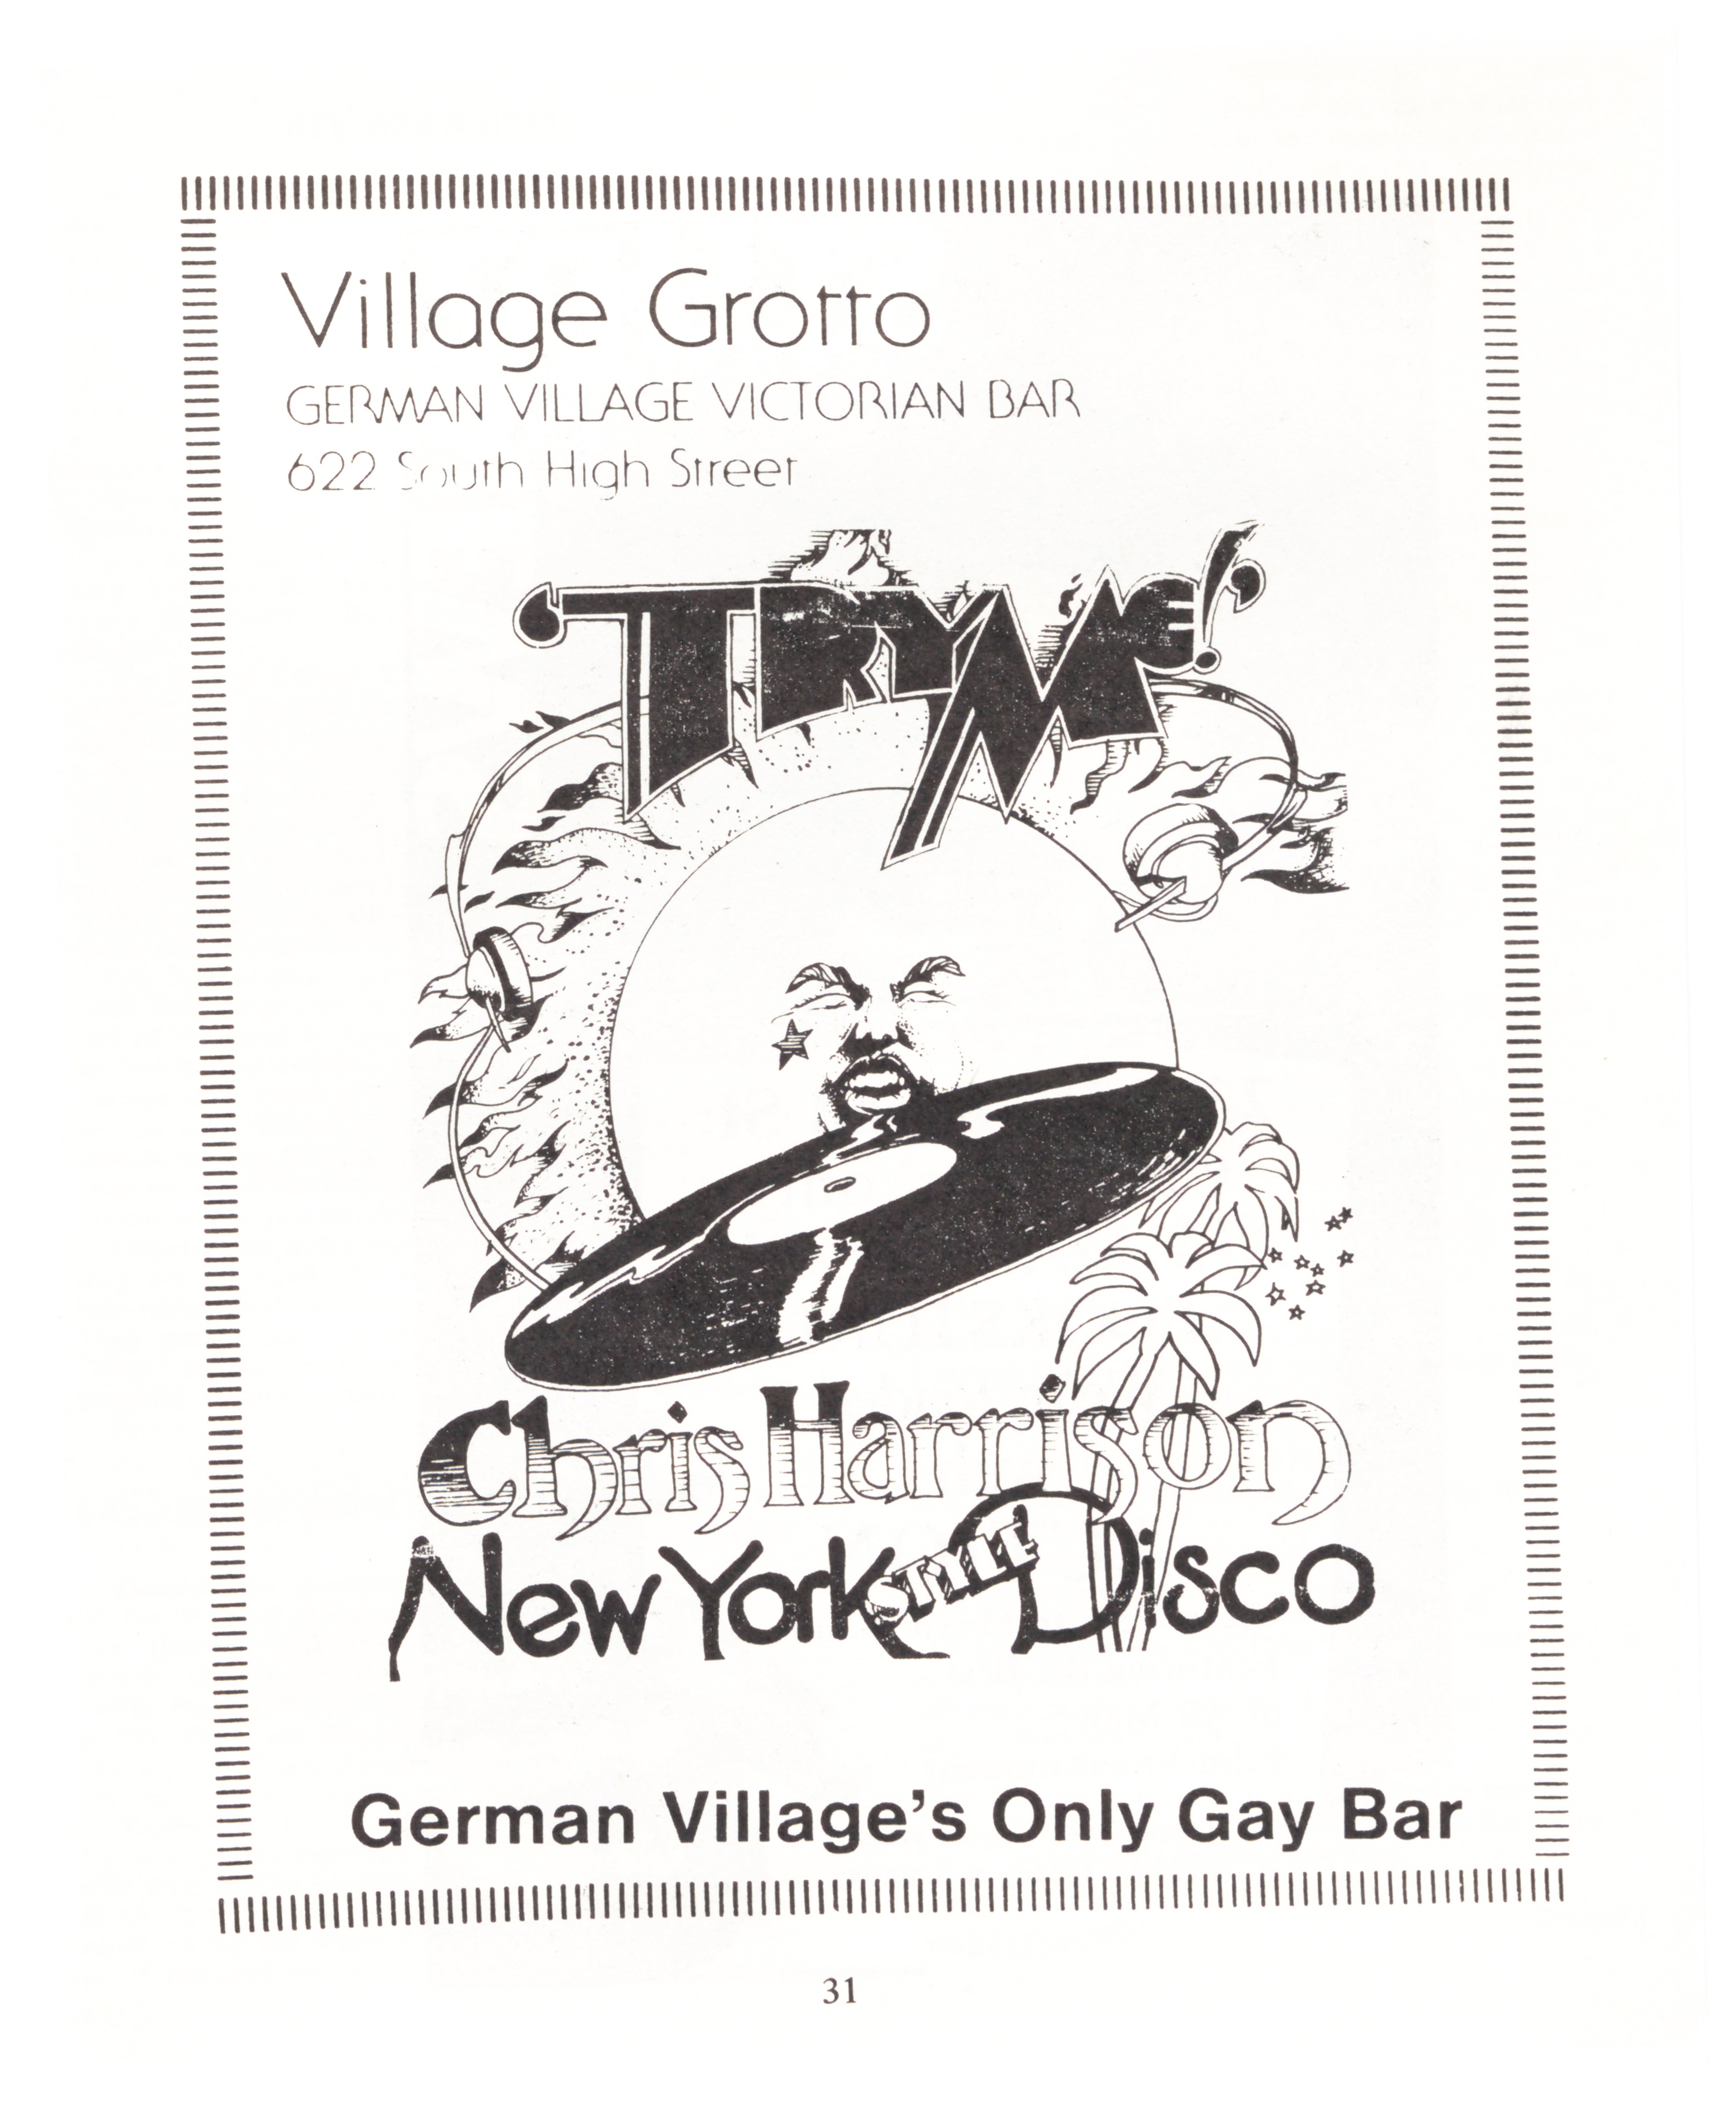 Village Grotto
GERMAN VILLAGE VICTORIAN BAR
622 South High Street
'TRY ME!'
Chris Harrison
New York STYLE Disco
German Village's Only Gay Bar
31